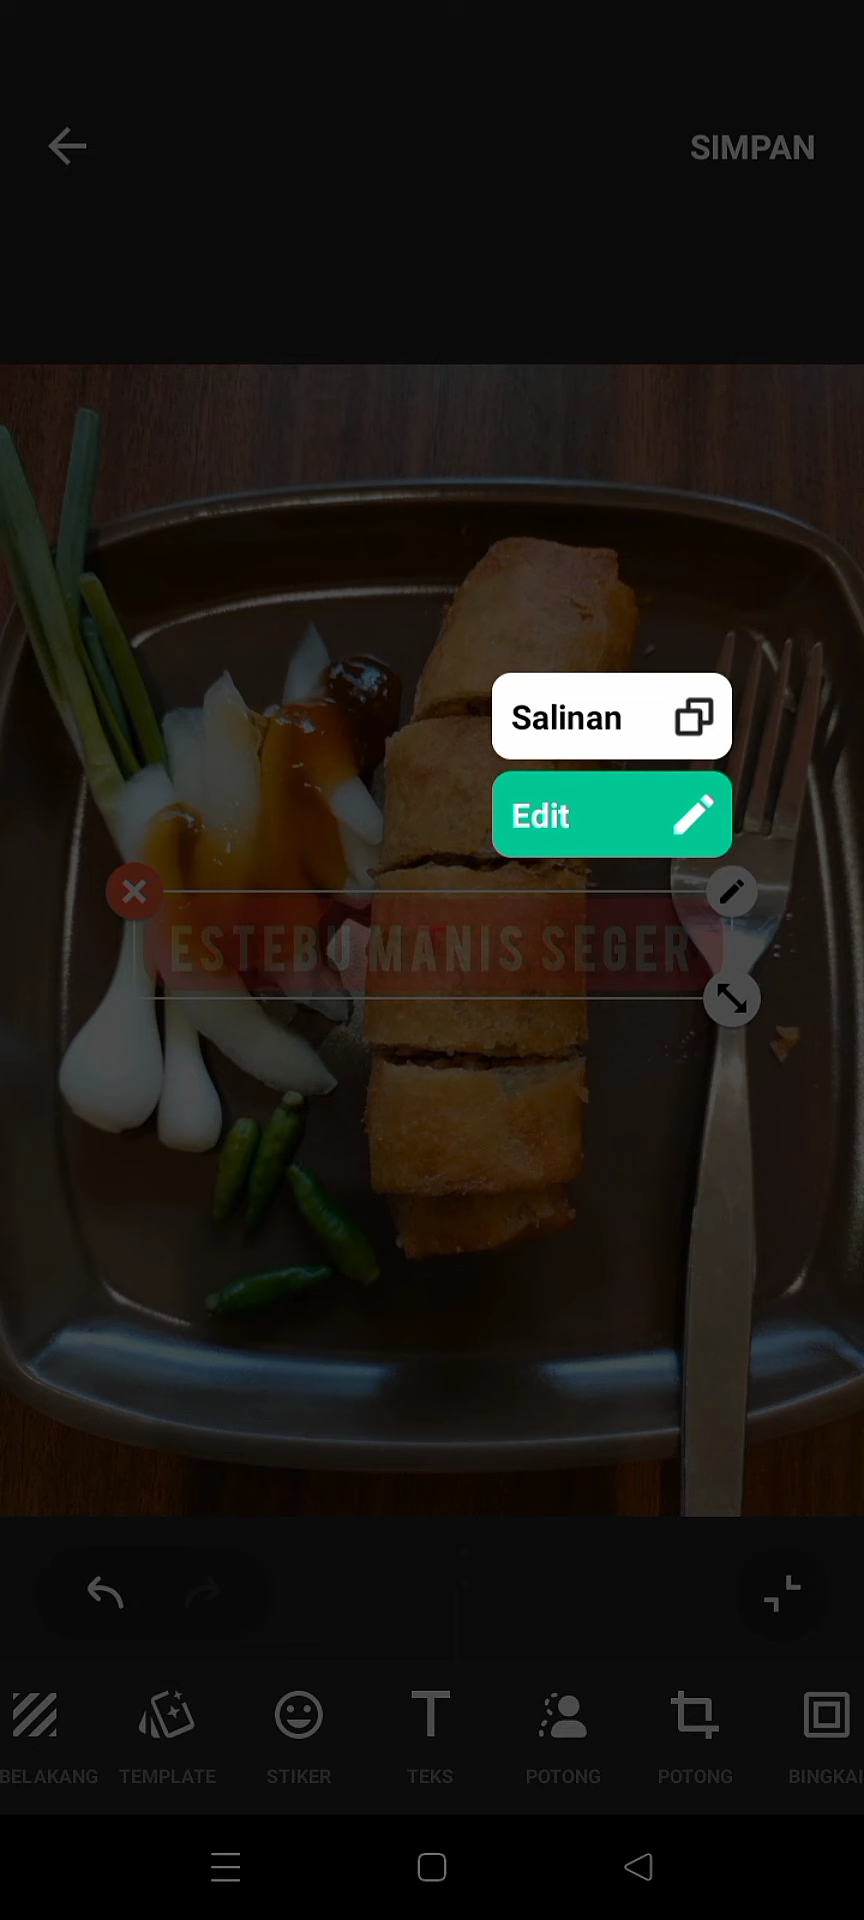 SIMPAN
Salinan
Edit
ESTEBU MANIS SEGER
BELAKANG TEMPLATE STIKER TEKS POTONG POTONG BINGKAI